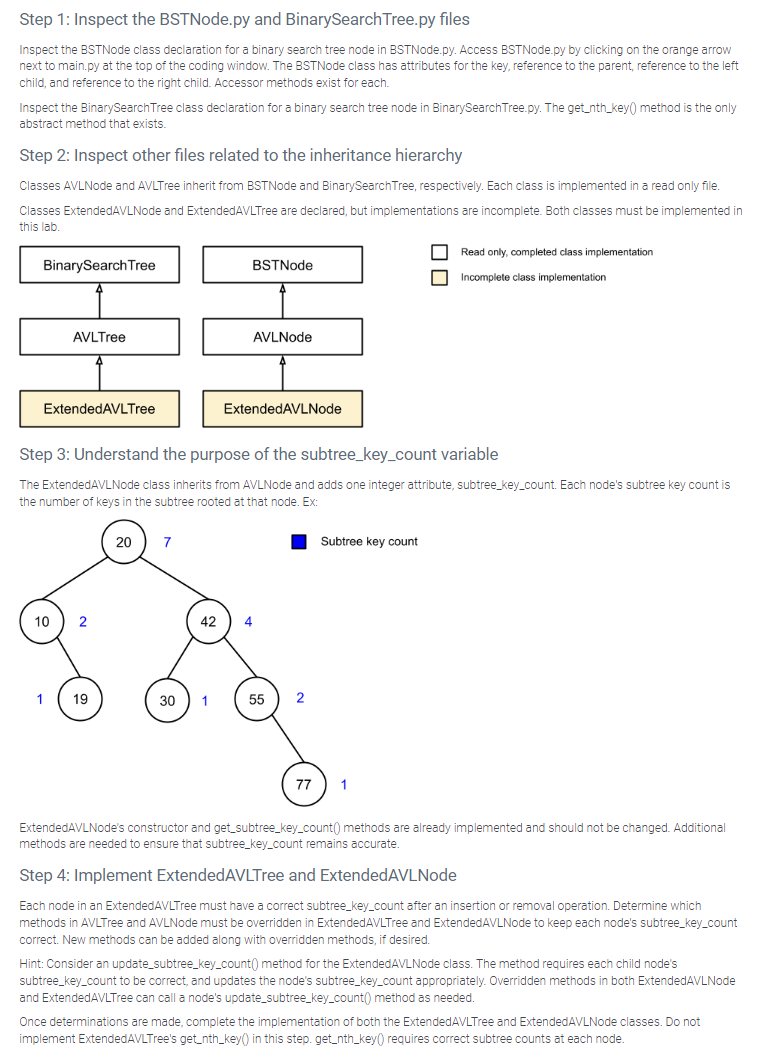 Step 1: Inspect the BSTNode.py and BinarySearchTree.py files
Inspect the BSTNode class declaration for a binary search tree node in BSTNode.py. Access BSTNode.py by clicking on the orange arrow
next to main.py at the top of the coding window. The BSTNode class has attributes for the key, reference to the parent, reference to the left
child, and reference to the right child. Accessor methods exist for each.
Inspect the BinarySearchTree class declaration for a binary search tree node in BinarySearchTree.py. The get_nth_key() method is the only
abstract method that exists.
Step 2: Inspect other files related to the inheritance hierarchy
Classes AVLNode and AVLTree inherit from BSTNode and BinarySearchTree, respectively. Each class is implemented in a read only file.
Classes ExtendedAVLNode and ExtendedAVLTree are declared, but implementations are incomplete. Both classes must be implemented in
this lab.
BinarySearchTree
BSTNode
Read only, completed class implementation
Incomplete class implementation
AVLTree
AVLNode
ExtendedAVLTree
ExtendedAVLNode
Step 3: Understand the purpose of the subtree_key_count variable
The ExtendedAVLNode class inherits from AVLNode and adds one integer attribute, subtree_key_count. Each node's subtree key count is
the number of keys in the subtree rooted at that node. Ex:
20 7
Subtree key count
10 2
42 4
1 19
30 1
55 2
77 1
ExtendedAVLNode's constructor and get_subtree_key_count() methods are already implemented and should not be changed. Additional
methods are needed to ensure that subtree_key_count remains accurate.
Step 4: Implement ExtendedAVLTree and ExtendedAVLNode
Each node in an ExtendedAVLTree must have a correct subtree_key_count after an insertion or removal operation. Determine which
methods in AVLTree and AVLNode must be overridden in ExtendedAVLTree and ExtendedAVLNode to keep each node's subtree_key_count
correct. New methods can be added along with overridden methods, if desired.
Hint: Consider an update_subtree_key_count() method for the ExtendedAVLNode class. The method requires each child node's
subtree_key_count to be correct, and updates the node's subtree_key_count appropriately. Overridden methods in both ExtendedAVLNode
and ExtendedAVLTree can call a node's update_subtree_key_count() method as needed.
Once determinations are made, complete the implementation of both the ExtendedAVLTree and ExtendedAVLNode classes. Do not
implement ExtendedAVLTree's get_nth_key() in this step. get_nth_key() requires correct subtree counts at each node.